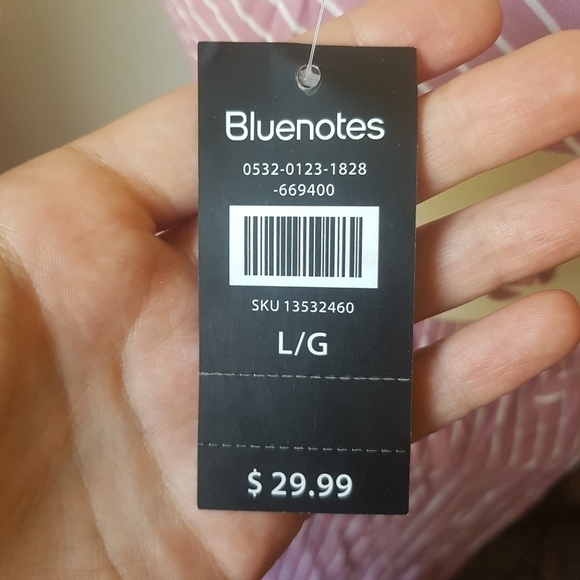 Bluenotes
0532-0123-1828
-669400
SKU 13532460
L/G
$ 29.99